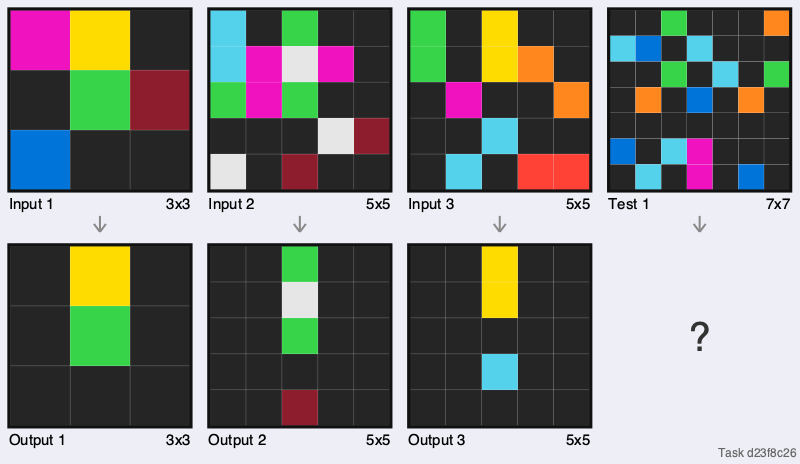 Input 1 3x3
Input 2 5x5
Input 3 5x5
Test 1 7x7
?
Output 1 3x3
Output 2 5x5
Output 3 5x5
Task d23f8c26